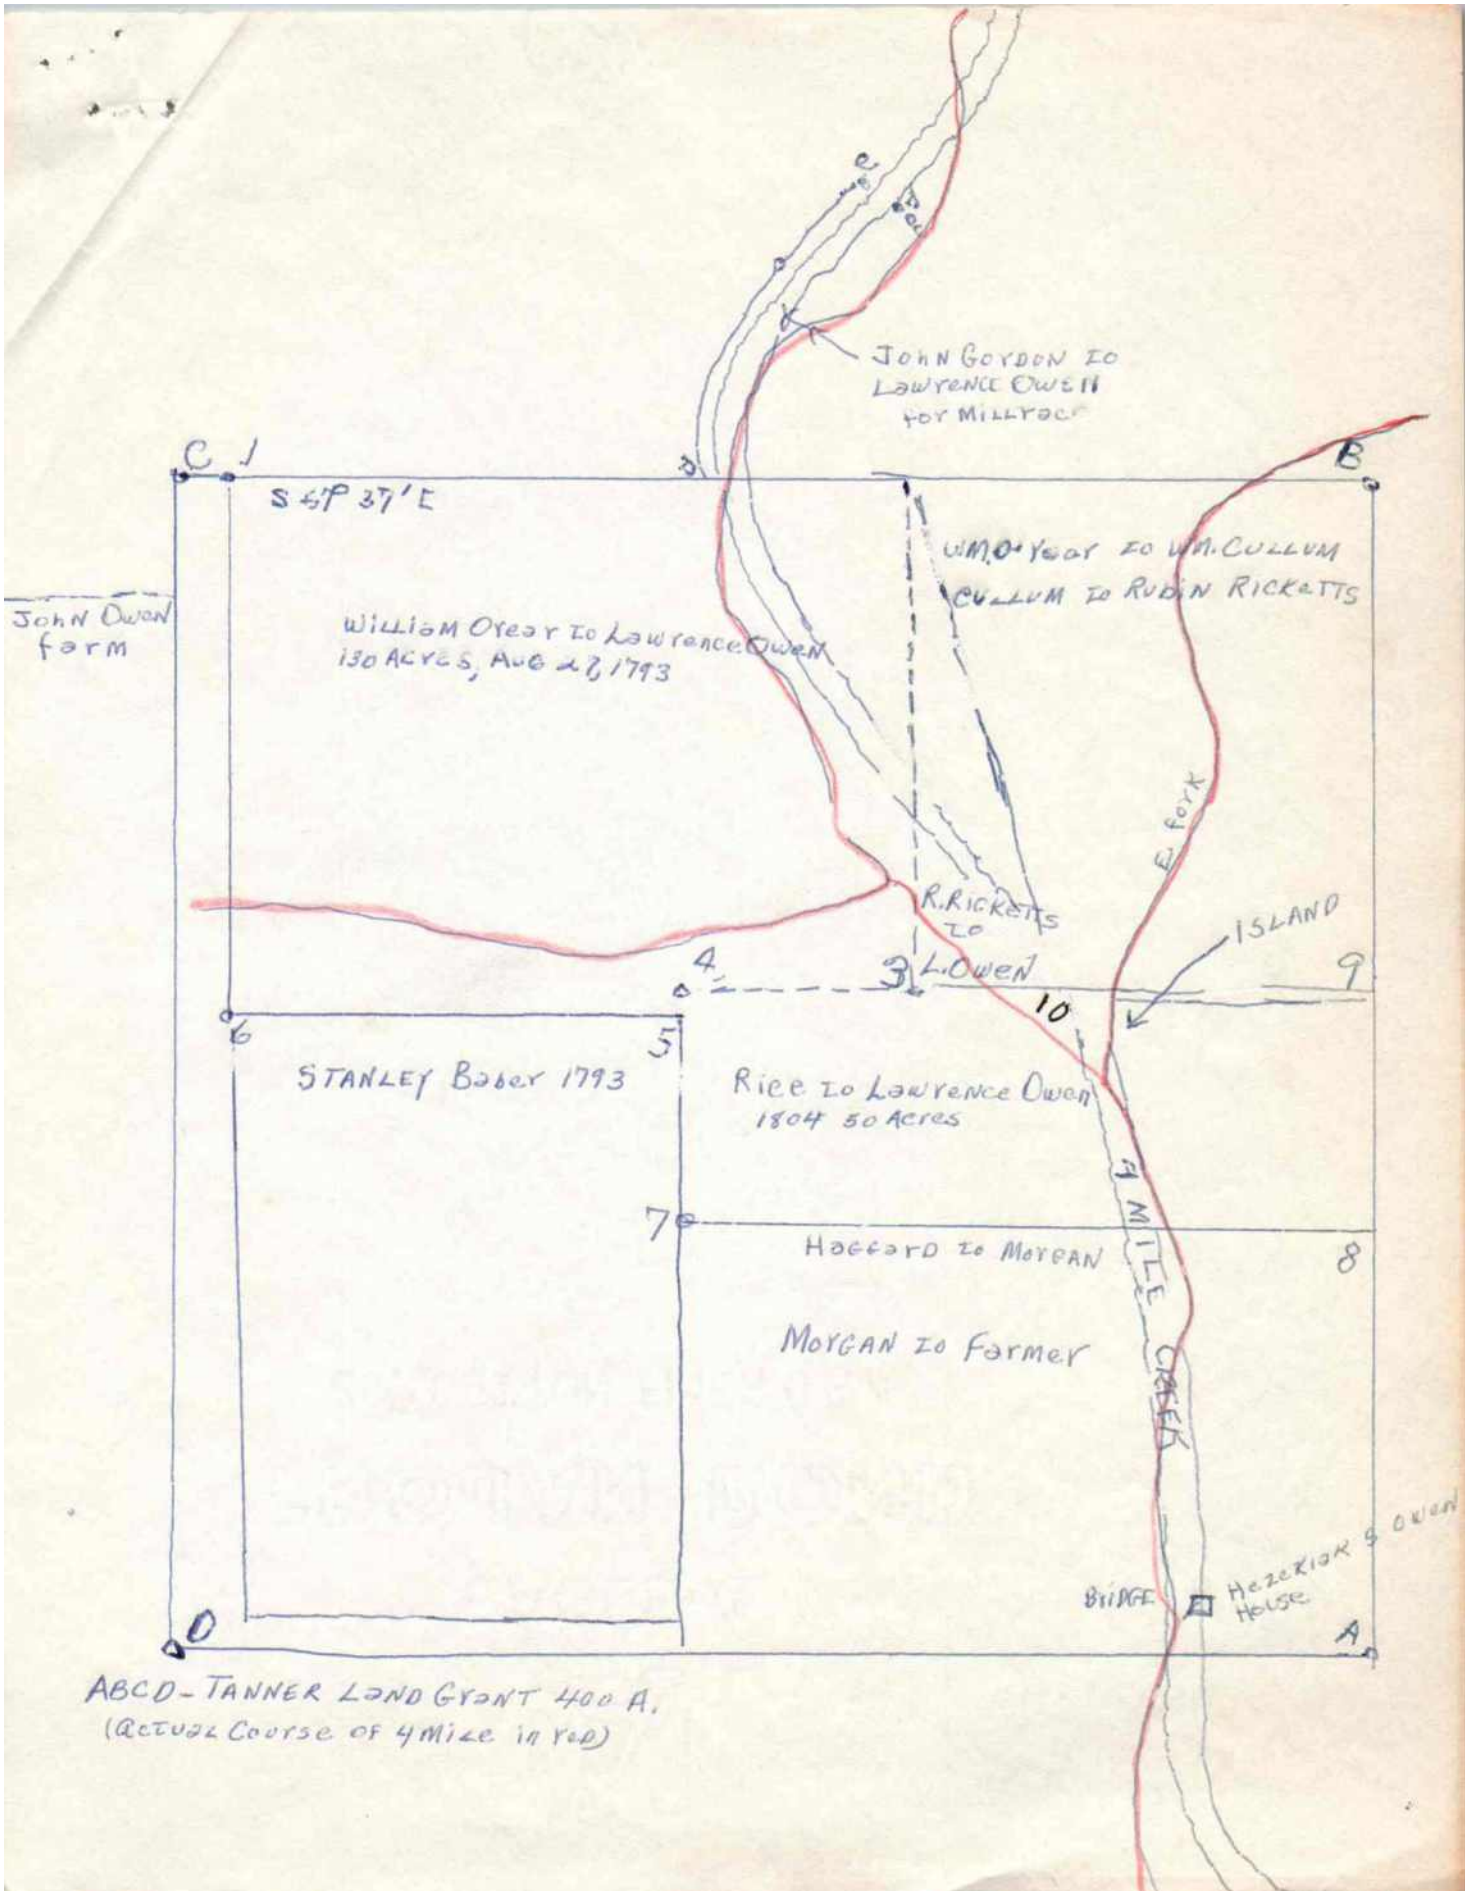 John Gordon to
Lawrence Owen
for Millrace
C 1
B
S 37' E
Wm. O'rear to Wm. Cullum
Cullum to Rubin Ricketts
John Owen
farm
William Orear to Lawrence Owen
130 Acres, Aug 27, 1793
E fork
R. Ricketts
to
L. Owen
Island
4
3
9
10
6
5
Stanley Baber 1793
Rice to Lawrence Owen
1804 50 Acres
4 Mile Creek
7
Haggard to Morgan
8
Morgan to Farmer
Bridge
Hezekiah S Owen
House
D
A
ABCD - Tanner Land Grant 400 A.
(Actual Course of 4 Mile in red)